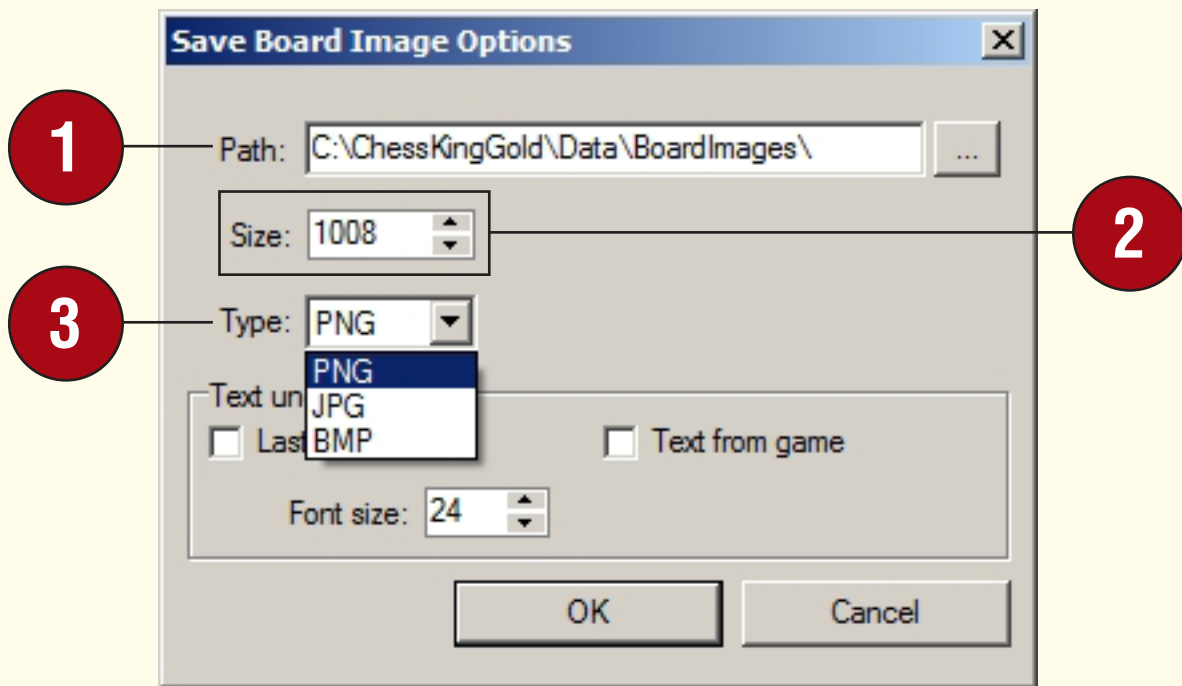 Save Board Image Options
1
Path: C:\ChessKingGold\Data\BoardImages\ ...
Size: 1008
2
3
Type: PNG
PNG
JPG
BMP
Text un
Last
Text from game
Font size: 24
OK Cancel